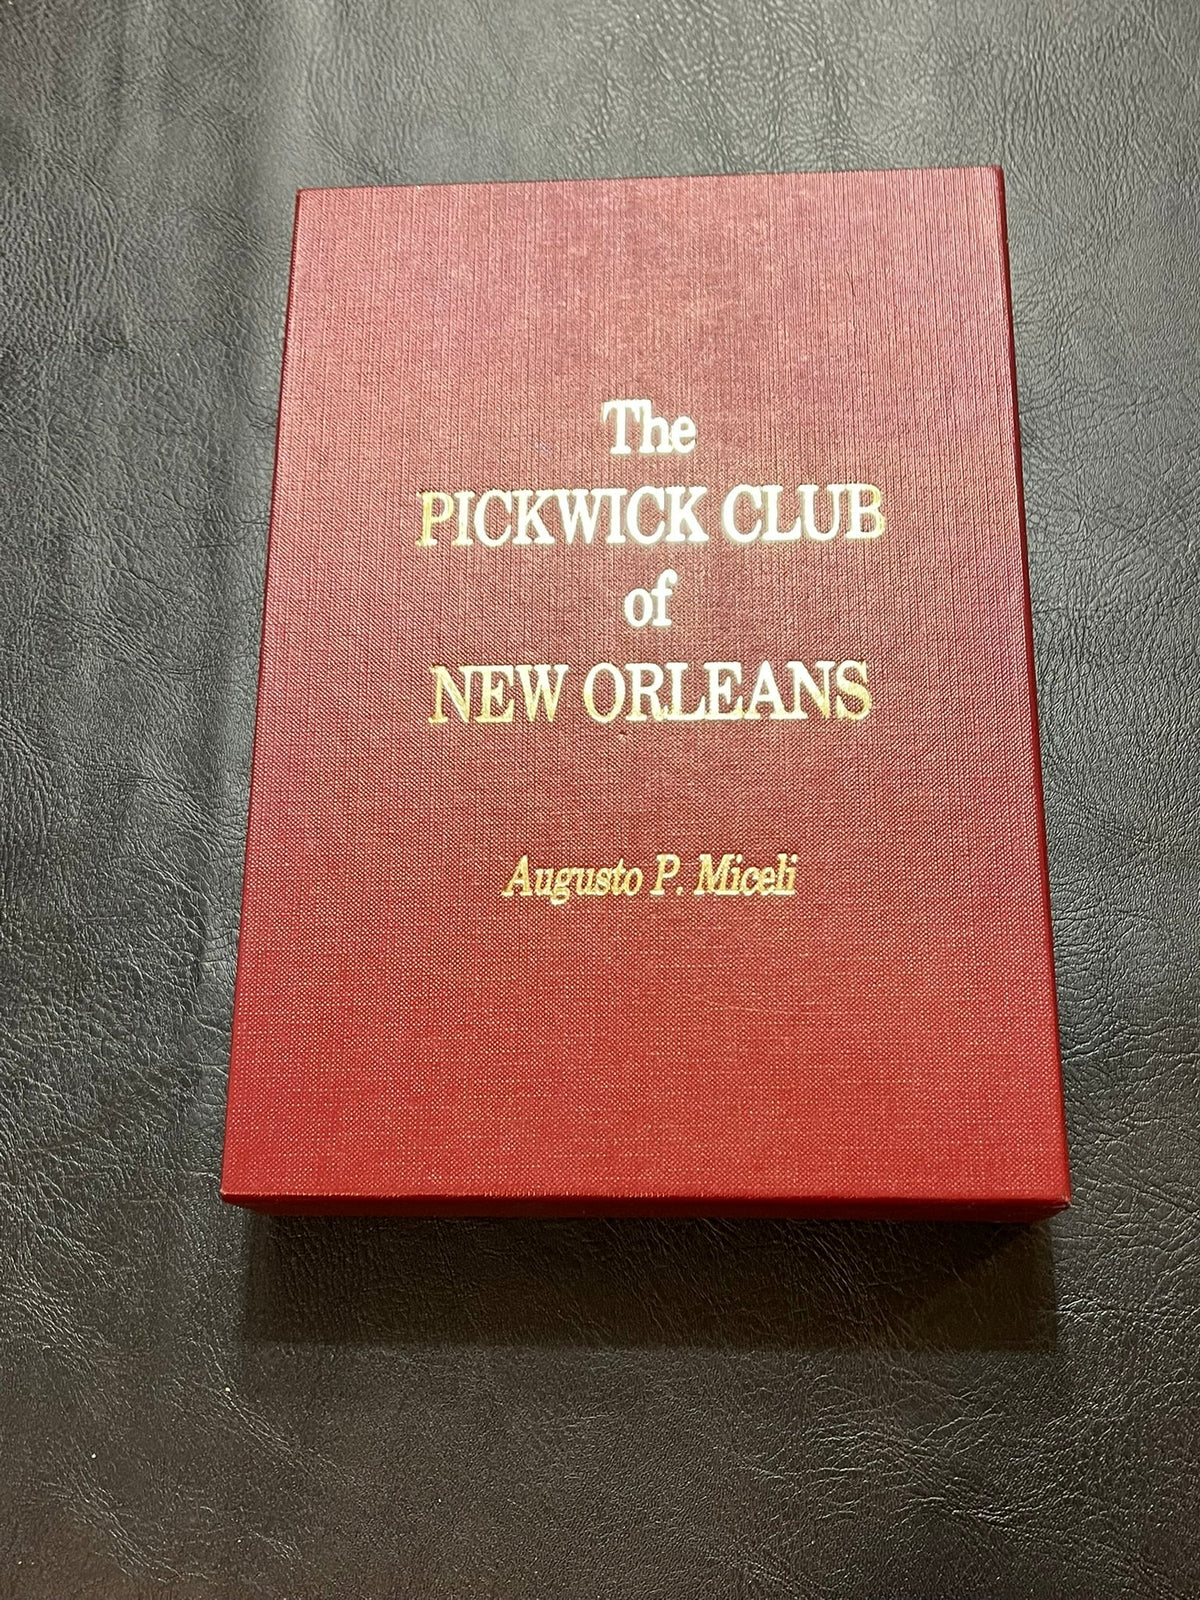 The
PICKWICK CLUB
of
NEW ORLEANS
Augusto P. Miceli